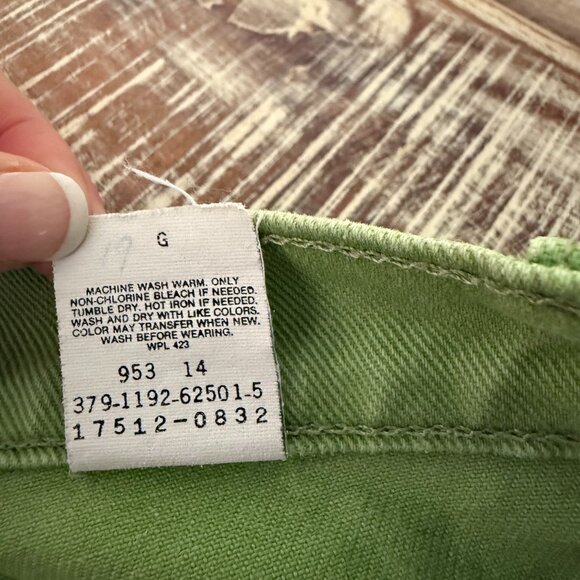 G
MACHINE WASH WARM. ONLY
NON-CHLORINE BLEACH IF NEEDED.
TUMBLE DRY. HOT IRON IF NEEDED.
WASH AND DRY WITH LIKE COLORS.
COLOR MAY TRANSFER WHEN NEW.
WASH BEFORE WEARING.
WPL 423
953 14
379-1192-62501-5
17512-0832